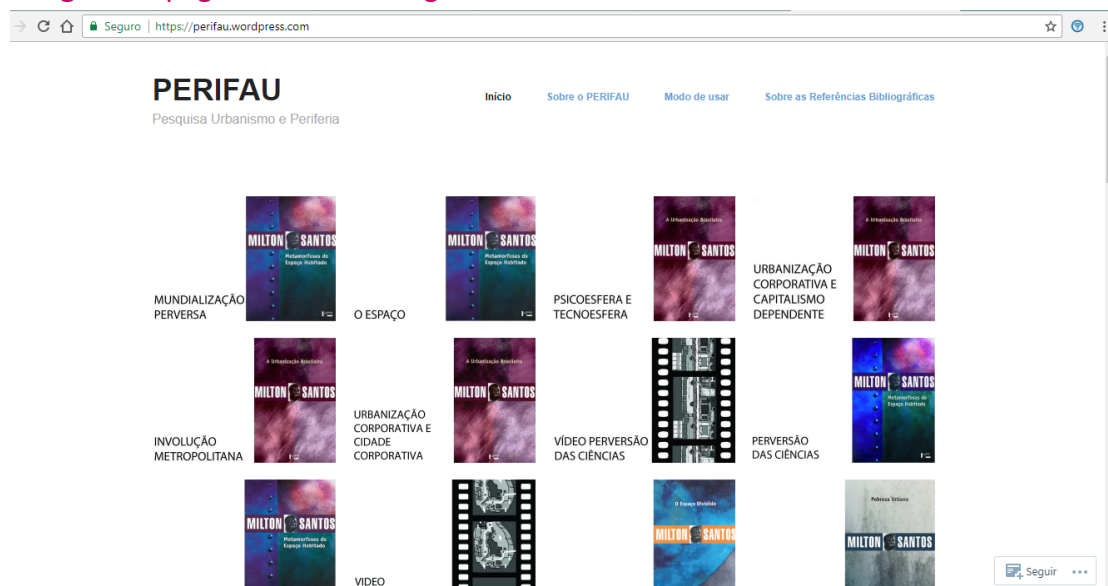 Seguro | https://perifau.wordpress.com
PERIFAU
Pesquisa Urbanismo e Periferia
Início
Sobre o PERIFAU
Modo de usar
Sobre as Referências Bibliográficas
MUNDIALIZAÇÃO
PERVERSA
MILTON SANTOS
Metamorfoses do
Espaço Habitado
O ESPAÇO
MILTON SANTOS
Metamorfoses do
Espaço Habitado
PSICOESFERA E
TECNOESFERA
A Urbanização Brasileira
MILTON SANTOS
URBANIZAÇÃO
CORPORATIVA E
CAPITALISMO
DEPENDENTE
A Urbanização Brasileira
MILTON SANTOS
INVOLUÇÃO
METROPOLITANA
A Urbanização Brasileira
MILTON SANTOS
URBANIZAÇÃO
CORPORATIVA E
CIDADE
CORPORATIVA
A Urbanização Brasileira
MILTON SANTOS
VÍDEO PERVERSÃO
DAS CIÊNCIAS
PERVERSÃO
DAS CIÊNCIAS
MILTON SANTOS
Metamorfoses do
Espaço Habitado
MILTON SANTOS
Metamorfoses do
Espaço Habitado
VIDEO
O Espaço Dividido
MILTON SANTOS
Pobreza Urbana
MILTON SANTOS
Seguir